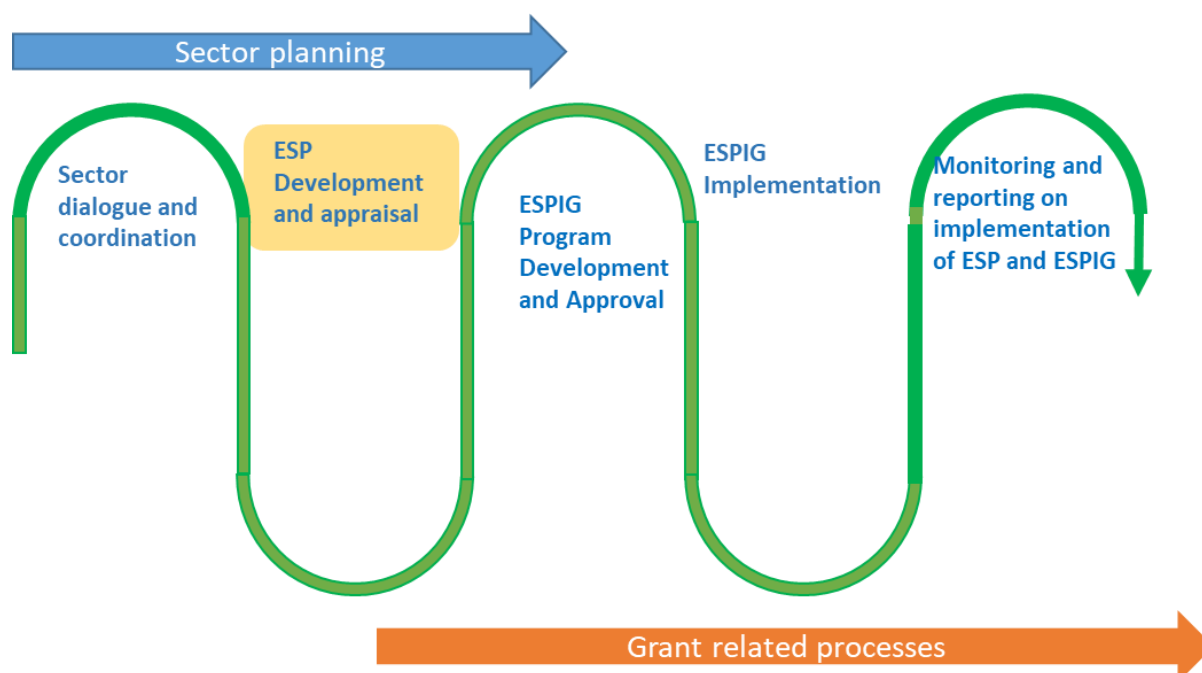 Sector planning
Sector
dialogue and
coordination
ESP
Development
and appraisal
ESPIG
Program
Development
and Approval
ESPIG
Implementation
Monitoring and
reporting on
implementation
of ESP and ESPIG
Grant related processes